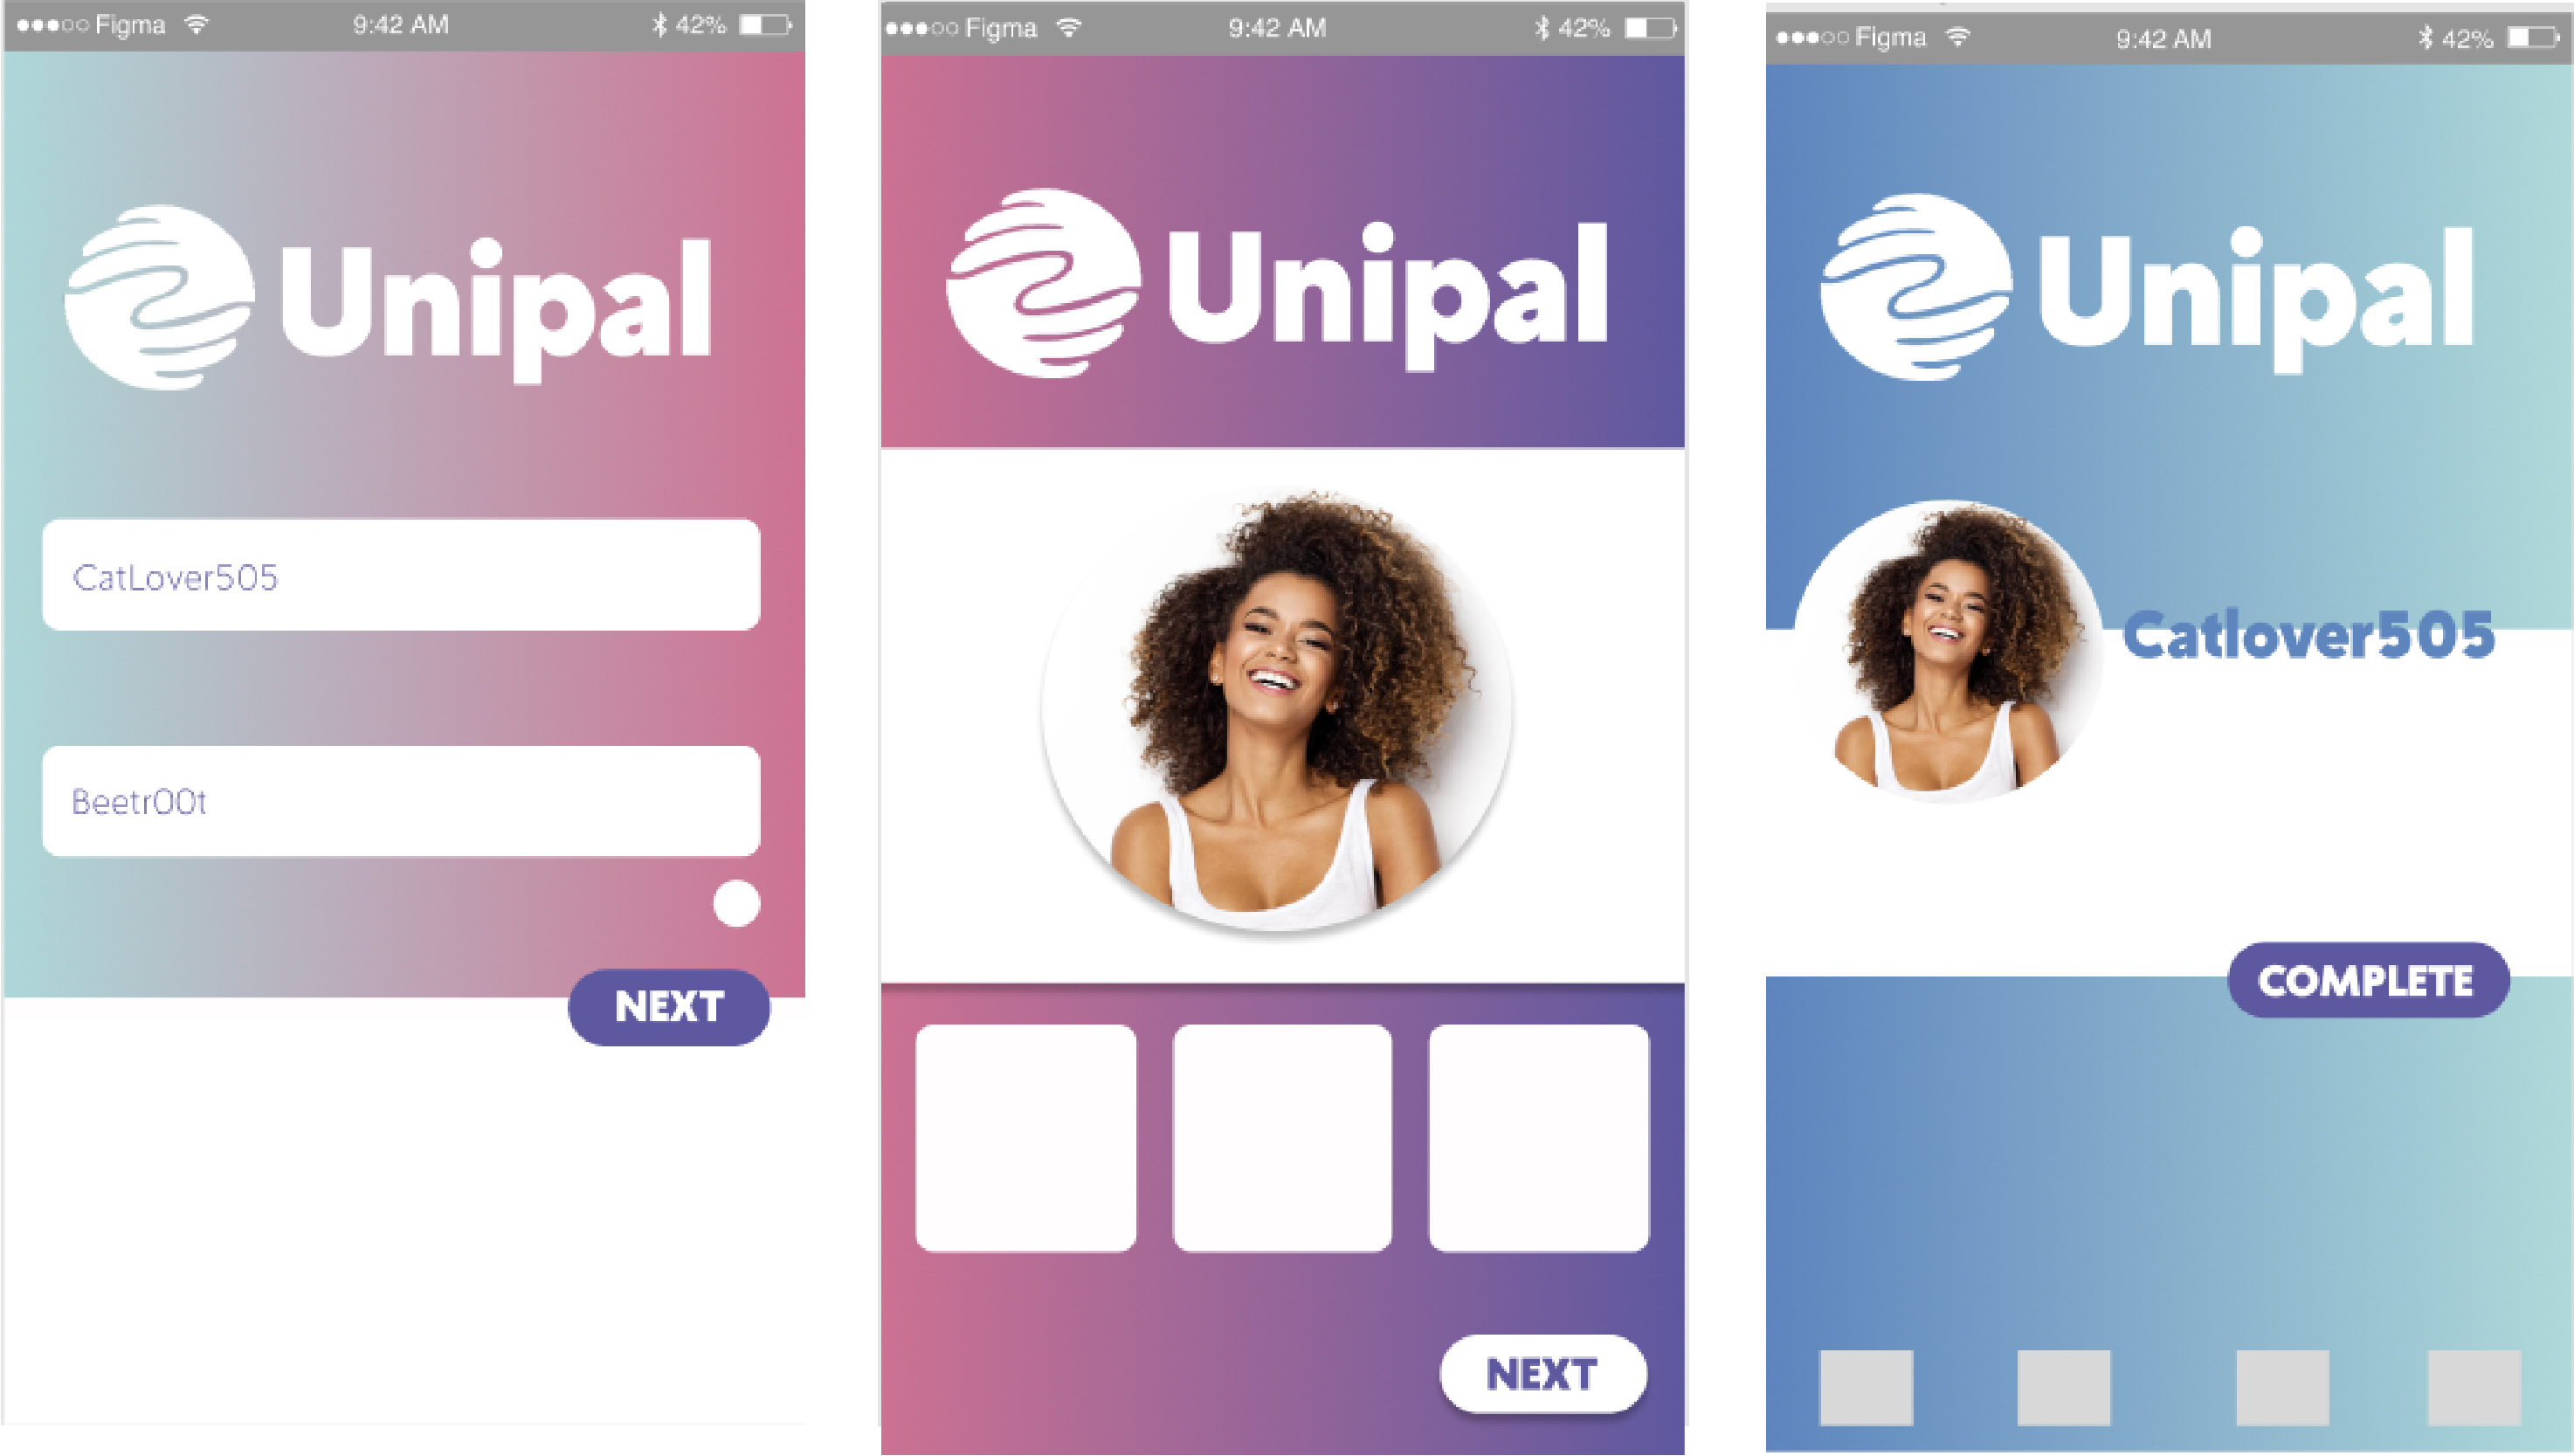 Figma 9:42 AM 42%
Unipal
CatLover505
Beetr00t
NEXT
Figma 9:42 AM 42%
Unipal
NEXT
Figma 9:42 AM 42%
Unipal
Catlover505
COMPLETE